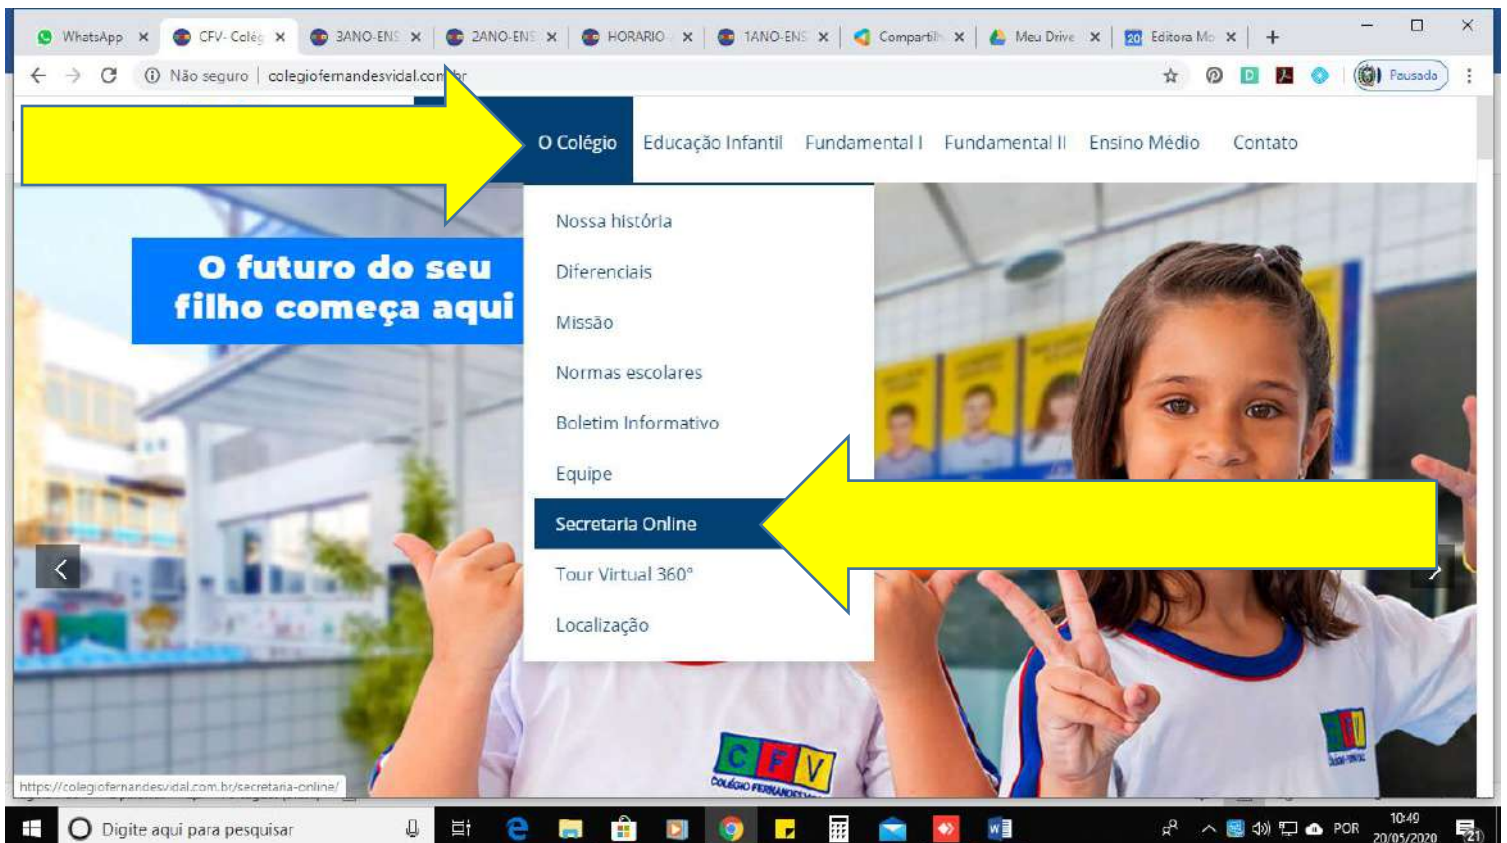 WhatsApp
CFV- Colég
3ANO-ENS
2ANO-ENS
HORARIO
1ANO-ENS
Compartilh
Meu Drive
20 Editora Mo
Não seguro
Pausada
O Colégio
Educação Infantil
Fundamental I
Fundamental II
Ensino Médio
Contato
Nossa história
Diferenciais
Missão
Normas escolares
Boletim Informativo
Equipe
Secretaria Online
Tour Virtual 360°
Localização
O futuro do seu
filho começa aqui
CFV
https://colegiofernandesvidal.com.br/secretaria-online/
Digite aqui para pesquisar
POR
10:49
20/05/2020
21